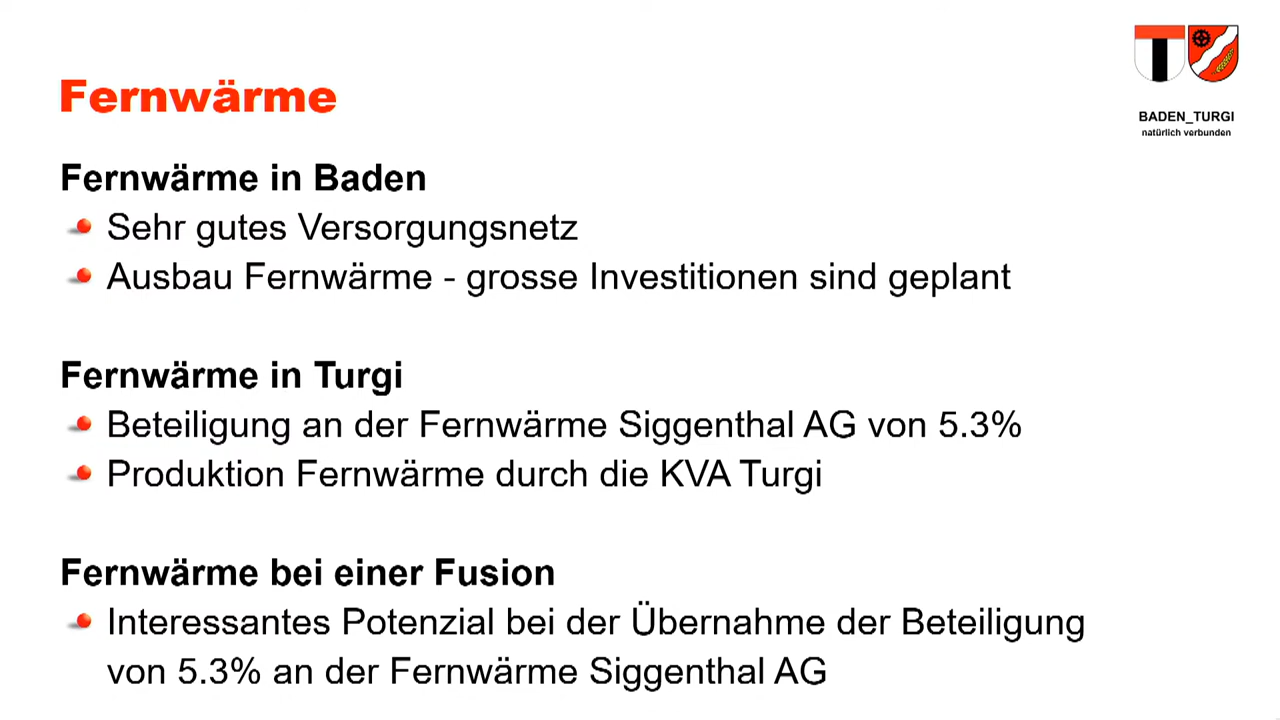 Fernwärme
BADEN_TURGI
natürlich verbunden
Fernwärme in Baden
Sehr gutes Versorgungsnetz
Ausbau Fernwärme - grosse Investitionen sind geplant
Fernwärme in Turgi
Beteiligung an der Fernwärme Siggenthal AG von 5.3%
Produktion Fernwärme durch die KVA Turgi
Fernwärme bei einer Fusion
Interessantes Potenzial bei der Übernahme der Beteiligung
von 5.3% an der Fernwärme Siggenthal AG